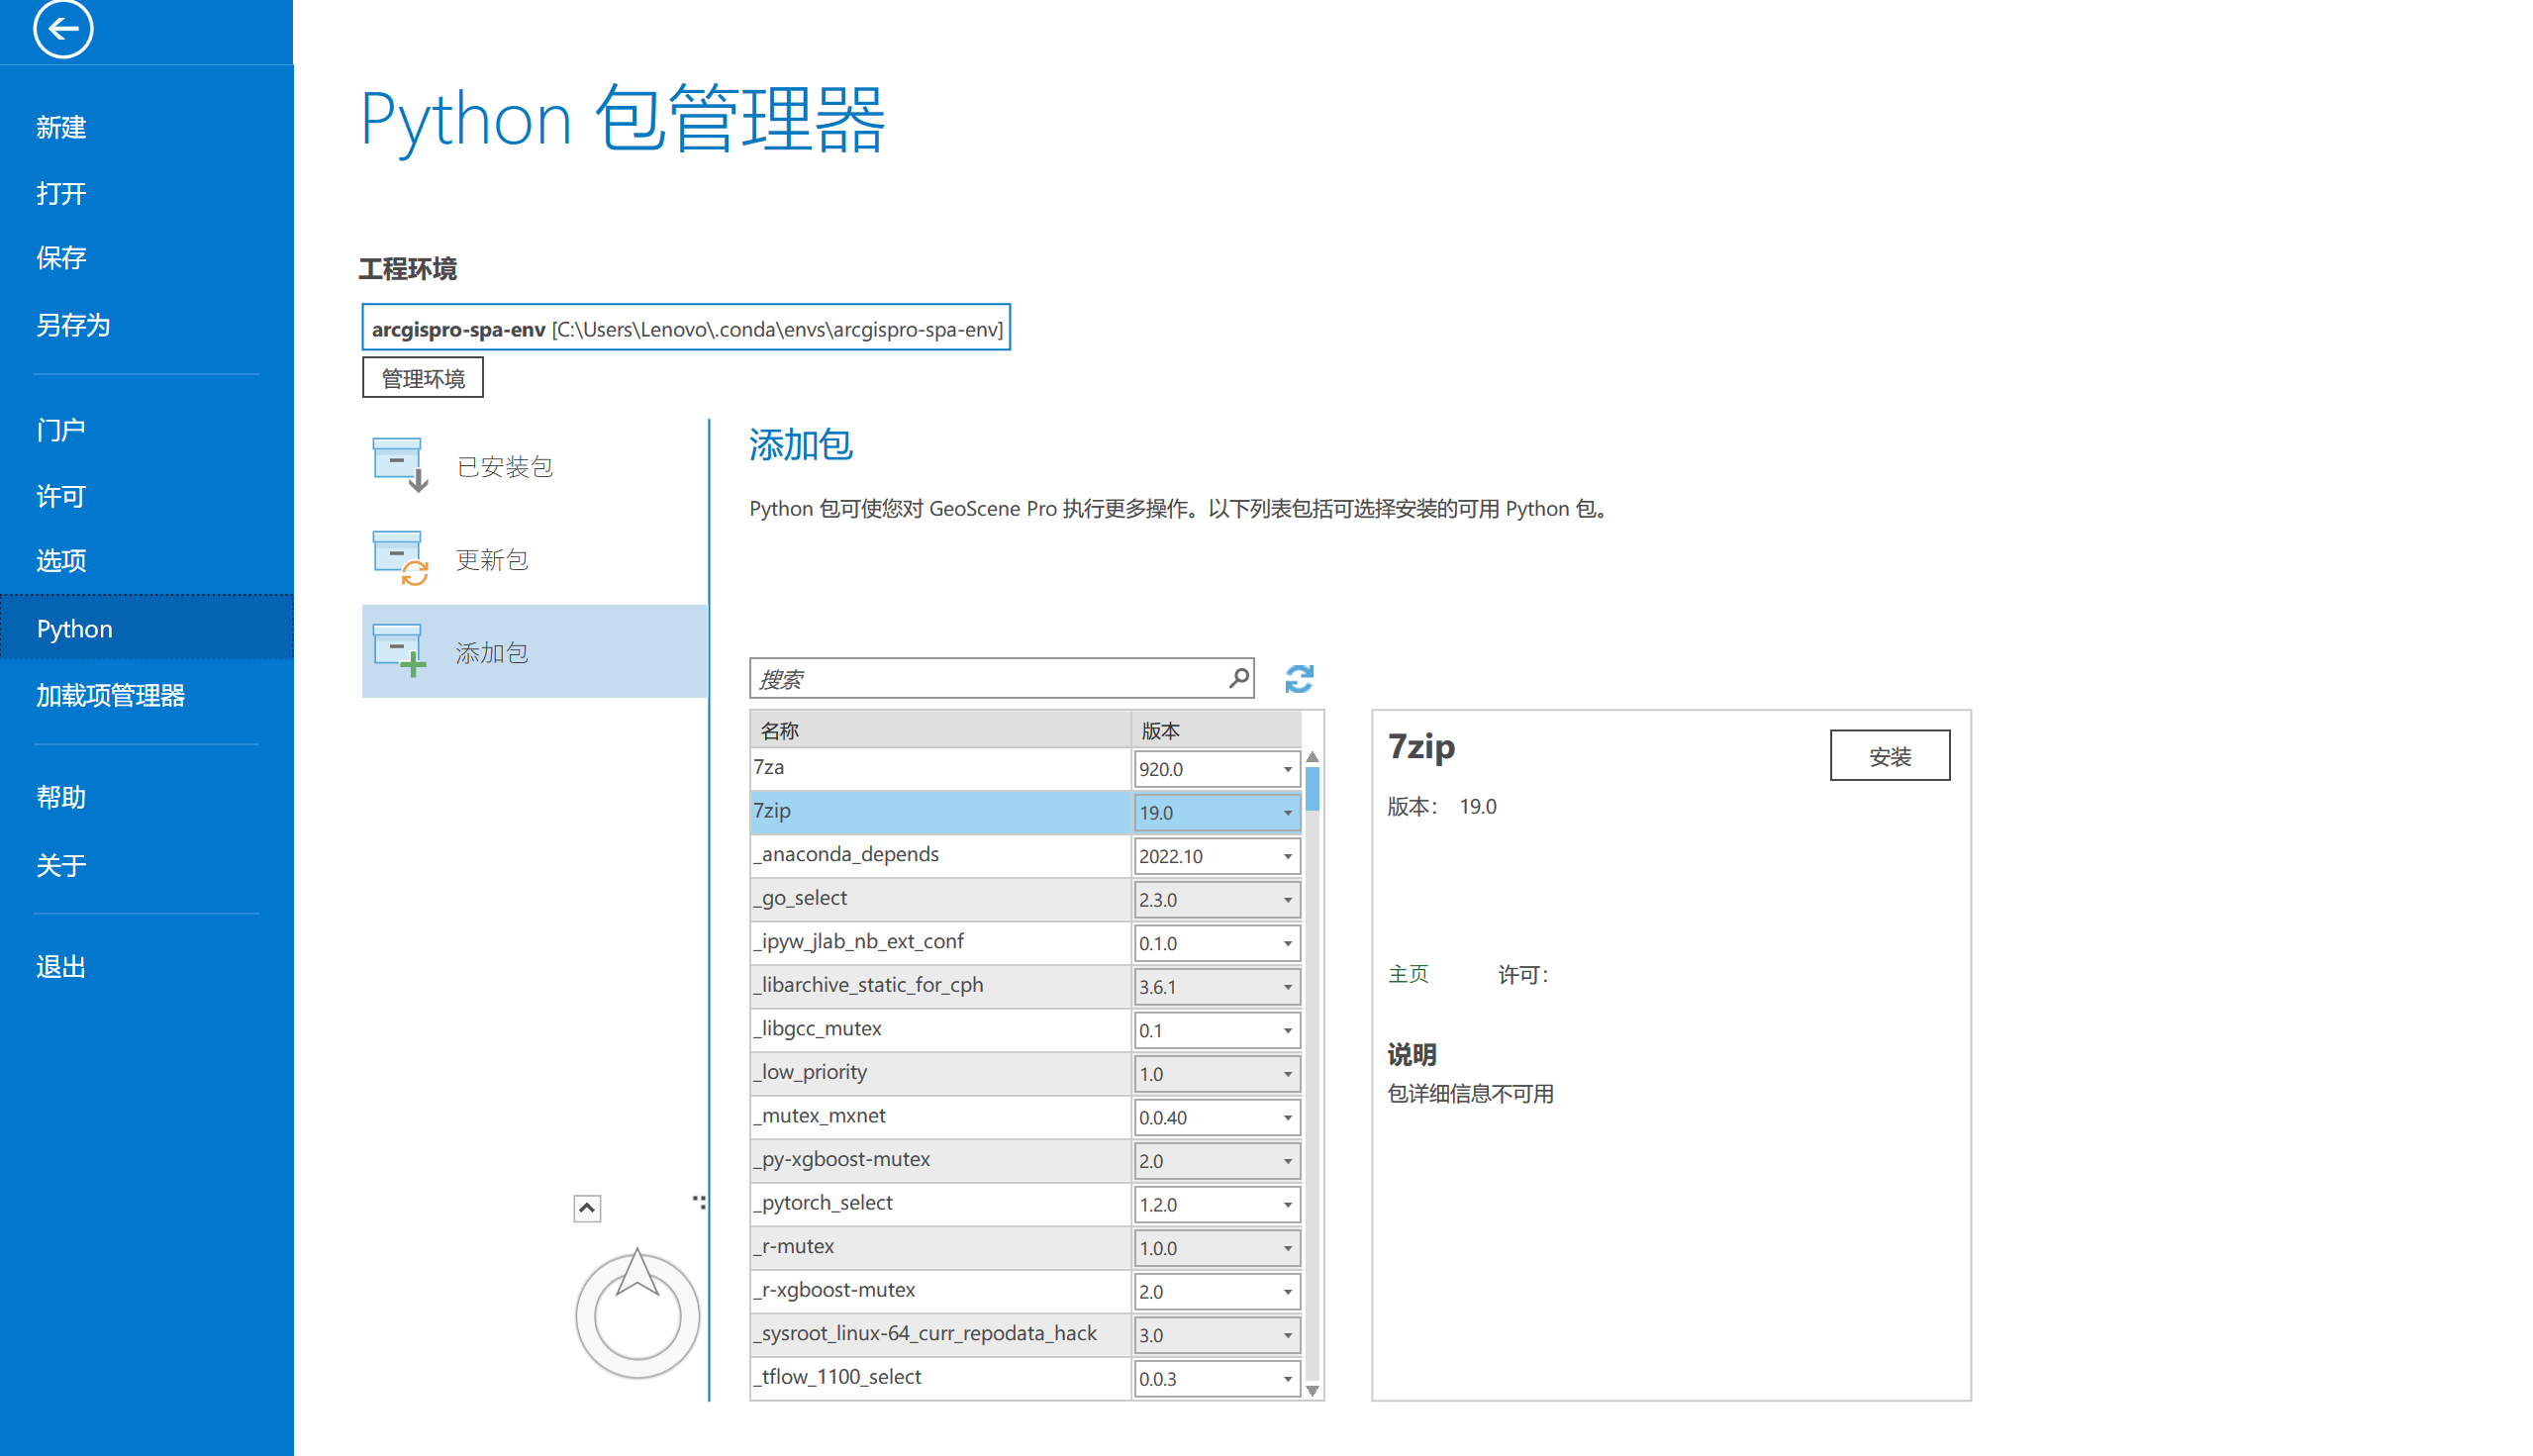 新建
打开
保存
另存为
门户
许可
选项
Python
加载项管理器
帮助
关于
退出
Python 包管理器
工程环境
arcgispro-spa-env [C:\Users\Lenovo\.conda\envs\arcgispro-spa-env]
管理环境
已安装包
更新包
添加包
添加包
Python 包可使您对 GeoScene Pro 执行更多操作。以下列表包括可选择安装的可用 Python 包。
搜索
名称 版本
7za 920.0
7zip 19.0
_anaconda_depends 2022.10
_go_select 2.3.0
_ipyw_jlab_nb_ext_conf 0.1.0
_libarchive_static_for_cph 3.6.1
_libgcc_mutex 0.1
_low_priority 1.0
_mutex_mxnet 0.0.40
_py-xgboost-mutex 2.0
_pytorch_select 1.2.0
_r-mutex 1.0.0
_r-xgboost-mutex 2.0
_sysroot_linux-64_curr_repodata_hack 3.0
_tflow_1100_select 0.0.3
7zip
安装
版本： 19.0
主页 许可：
说明
包详细信息不可用